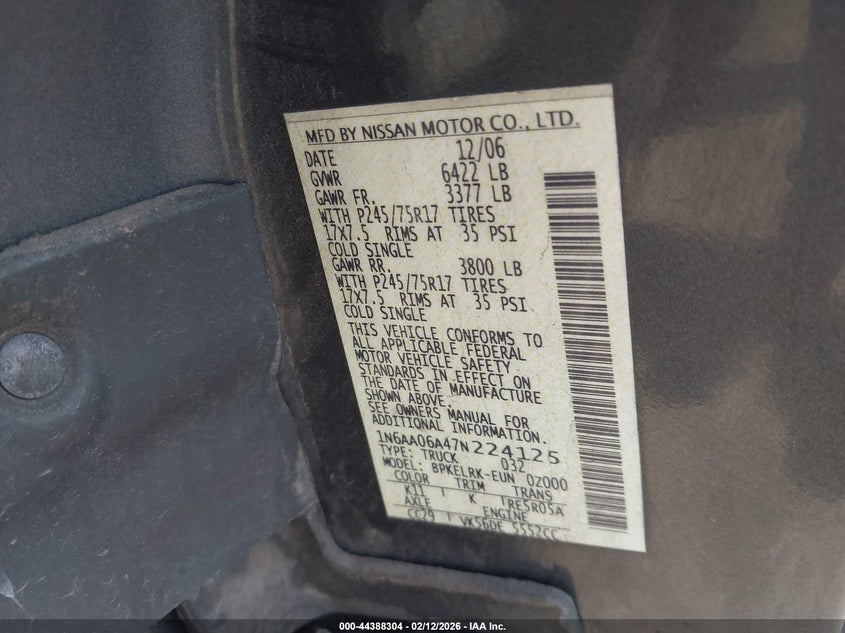 MFD BY NISSAN MOTOR CO., LTD.
DATE 12/06
GVWR 6422 LB
GAWR FR. 3377 LB
WITH P245/75R17 TIRES
17X7.5 RIMS AT 35 PSI
COLD SINGLE
GAWR RR. 3800 LB
WITH P245/75R17 TIRES
17X7.5 RIMS AT 35 PSI
COLD SINGLE
THIS VEHICLE CONFORMS TO
ALL APPLICABLE FEDERAL
MOTOR VEHICLE SAFETY
STANDARDS IN EFFECT ON
THE DATE OF MANUFACTURE
SHOWN ABOVE.
SEE OWNERS MANUAL FOR
ADDITIONAL INFORMATION.
1N6AA06A47N224125
TYPE: TRUCK 032
MODEL: BPKELRK-EUN 0Z000
COLOR TRIM TRANS
K11 K RE5R05A
AXLE ENGINE
CC29 VK56DE 5552CC
000-44388304 - 02/12/2026 - IAA Inc.